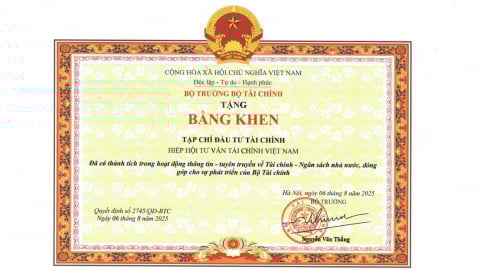 CỘNG HÒA XÃ HỘI CHỦ NGHĨA VIỆT NAM
Độc lập - Tự do - Hạnh phúc
BỘ TRƯỞNG BỘ TÀI CHÍNH
TẶNG
BẰNG KHEN
TẠP CHÍ ĐẦU TƯ TÀI CHÍNH
HIỆP HỘI TƯ VẤN TÀI CHÍNH VIỆT NAM
Đã có thành tích trong hoạt động thông tin - tuyên truyền về Tài chính - Ngân sách nhà nước, đóng
góp cho sự phát triển của Bộ Tài chính
Hà Nội, ngày 06 tháng 8 năm 2025
BỘ TRƯỞNG
Quyết định số 2745/QĐ-BTC
Ngày 06 tháng 8 năm 2025
Nguyễn Văn Thắng